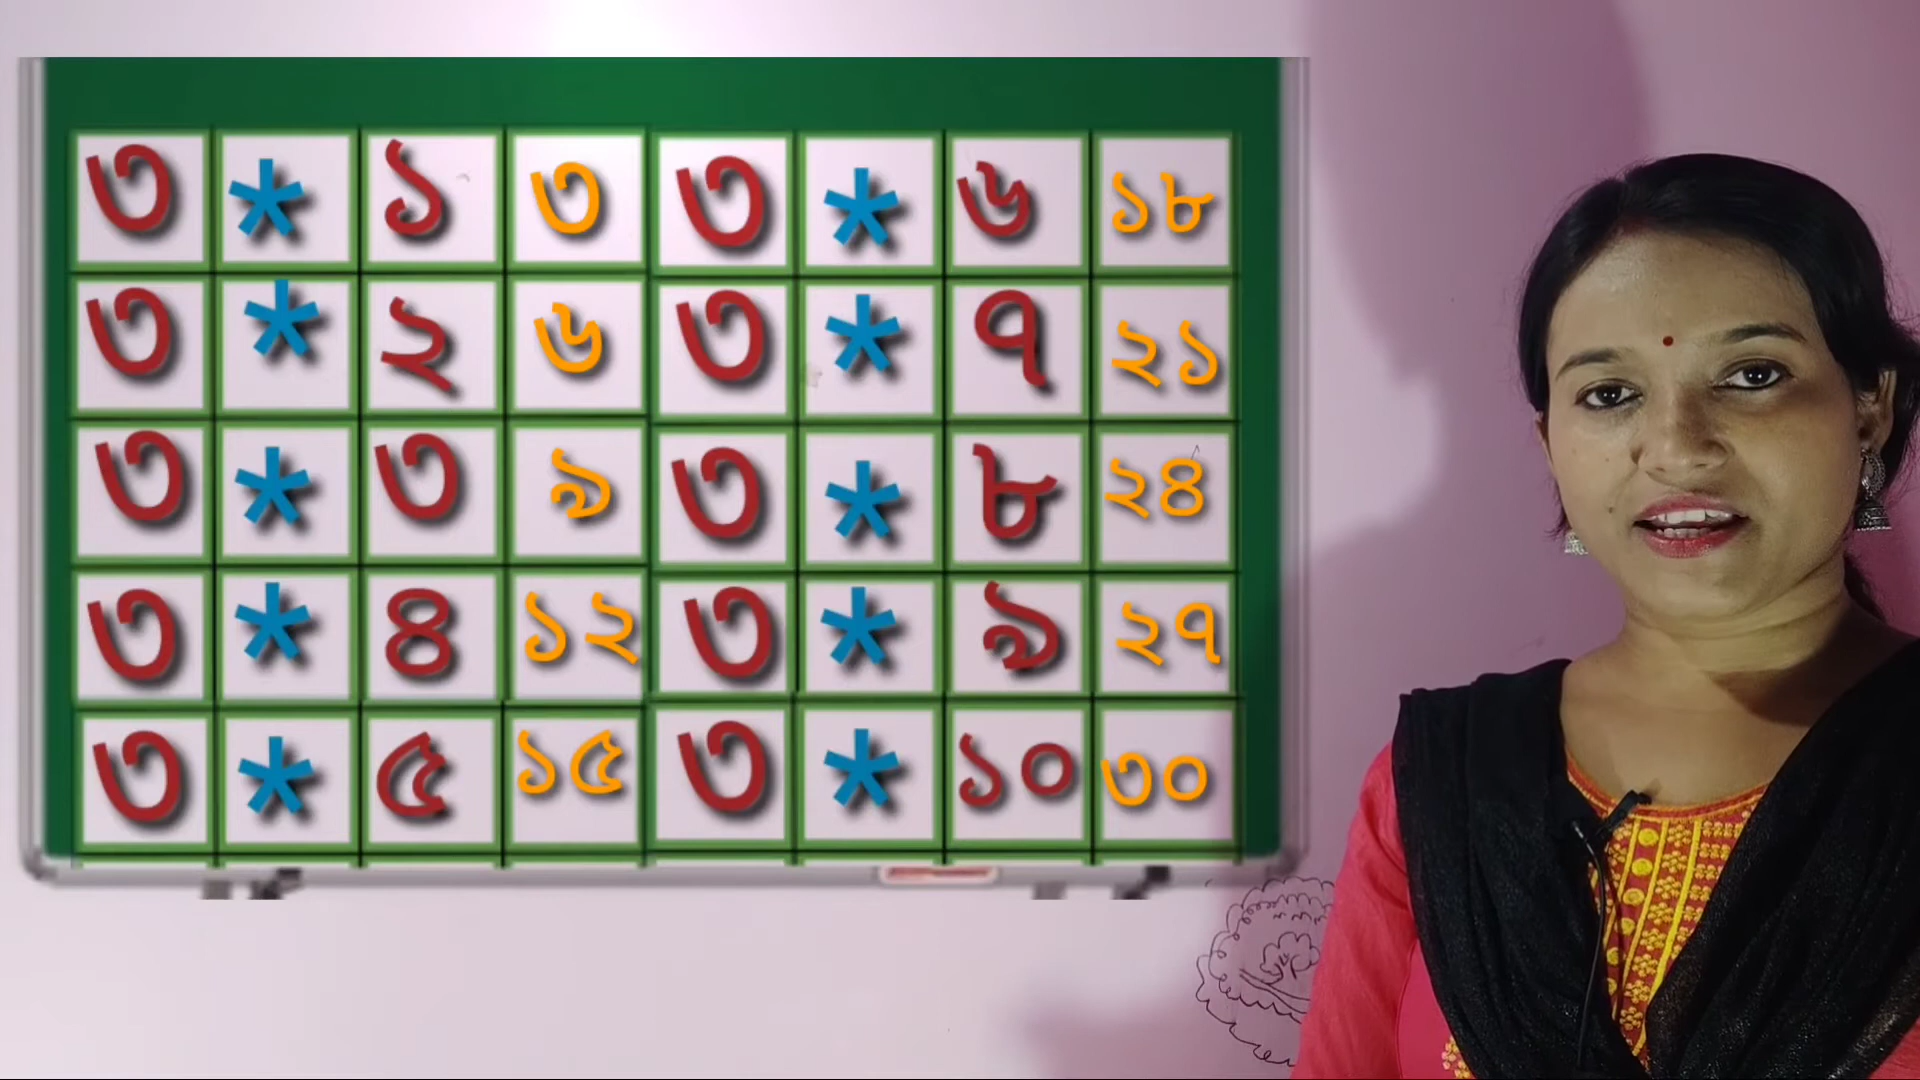 ৩ * ১ ৩ ৩ * ৬ ১৮
৩ * ২ ৬ ৩ * ৭ ২১
৩ * ৩ ৯ ৩ * ৮ ২৪
৩ * ৪ ১২ ৩ * ৯ ২৭
৩ * ৫ ১৫ ৩ * ১০ ৩০